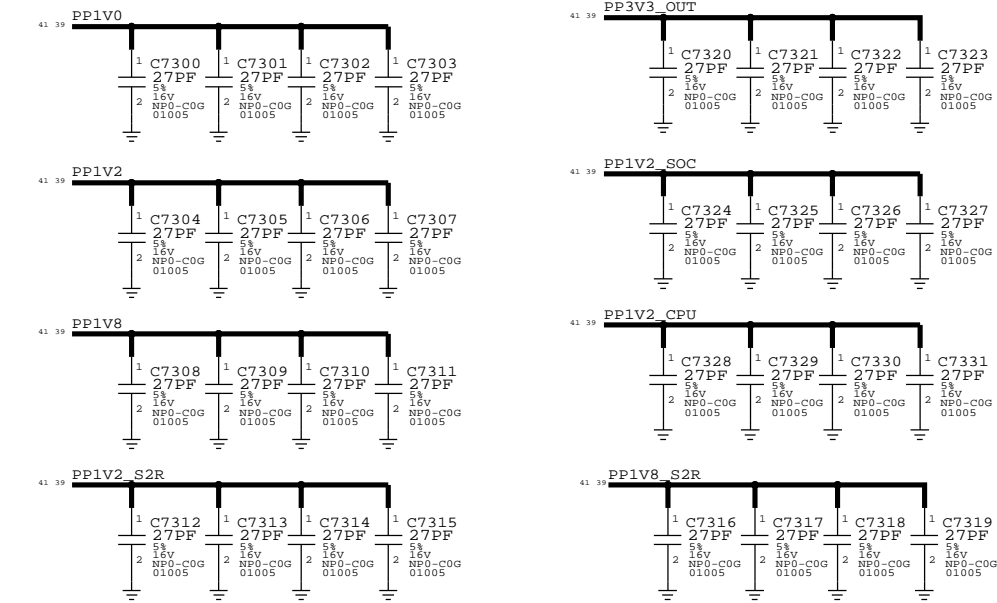 41 39 PP1V0
1 C7300 27PF 5% 16V NP0-C0G 01005 2
1 C7301 27PF 5% 16V NP0-C0G 01005 2
1 C7302 27PF 5% 16V NP0-C0G 01005 2
1 C7303 27PF 5% 16V NP0-C0G 01005 2
41 39 PP3V3_OUT
1 C7320 27PF 5% 16V NP0-C0G 01005 2
1 C7321 27PF 5% 16V NP0-C0G 01005 2
1 C7322 27PF 5% 16V NP0-C0G 01005 2
1 C7323 27PF 5% 16V NP0-C0G 01005 2
41 39 PP1V2
1 C7304 27PF 5% 16V NP0-C0G 01005 2
1 C7305 27PF 5% 16V NP0-C0G 01005 2
1 C7306 27PF 5% 16V NP0-C0G 01005 2
1 C7307 27PF 5% 16V NP0-C0G 01005 2
41 39 PP1V2_SOC
1 C7324 27PF 5% 16V NP0-C0G 01005 2
1 C7325 27PF 5% 16V NP0-C0G 01005 2
1 C7326 27PF 5% 16V NP0-C0G 01005 2
1 C7327 27PF 5% 16V NP0-C0G 01005 2
41 39 PP1V8
1 C7308 27PF 5% 16V NP0-C0G 01005 2
1 C7309 27PF 5% 16V NP0-C0G 01005 2
1 C7310 27PF 5% 16V NP0-C0G 01005 2
1 C7311 27PF 5% 16V NP0-C0G 01005 2
41 39 PP1V2_CPU
1 C7328 27PF 5% 16V NP0-C0G 01005 2
1 C7329 27PF 5% 16V NP0-C0G 01005 2
1 C7330 27PF 5% 16V NP0-C0G 01005 2
1 C7331 27PF 5% 16V NP0-C0G 01005 2
41 39 PP1V2_S2R
1 C7312 27PF 5% 16V NP0-C0G 01005 2
1 C7313 27PF 5% 16V NP0-C0G 01005 2
1 C7314 27PF 5% 16V NP0-C0G 01005 2
1 C7315 27PF 5% 16V NP0-C0G 01005 2
41 39 PP1V8_S2R
1 C7316 27PF 5% 16V NP0-C0G 01005 2
1 C7317 27PF 5% 16V NP0-C0G 01005 2
1 C7318 27PF 5% 16V NP0-C0G 01005 2
1 C7319 27PF 5% 16V NP0-C0G 01005 2